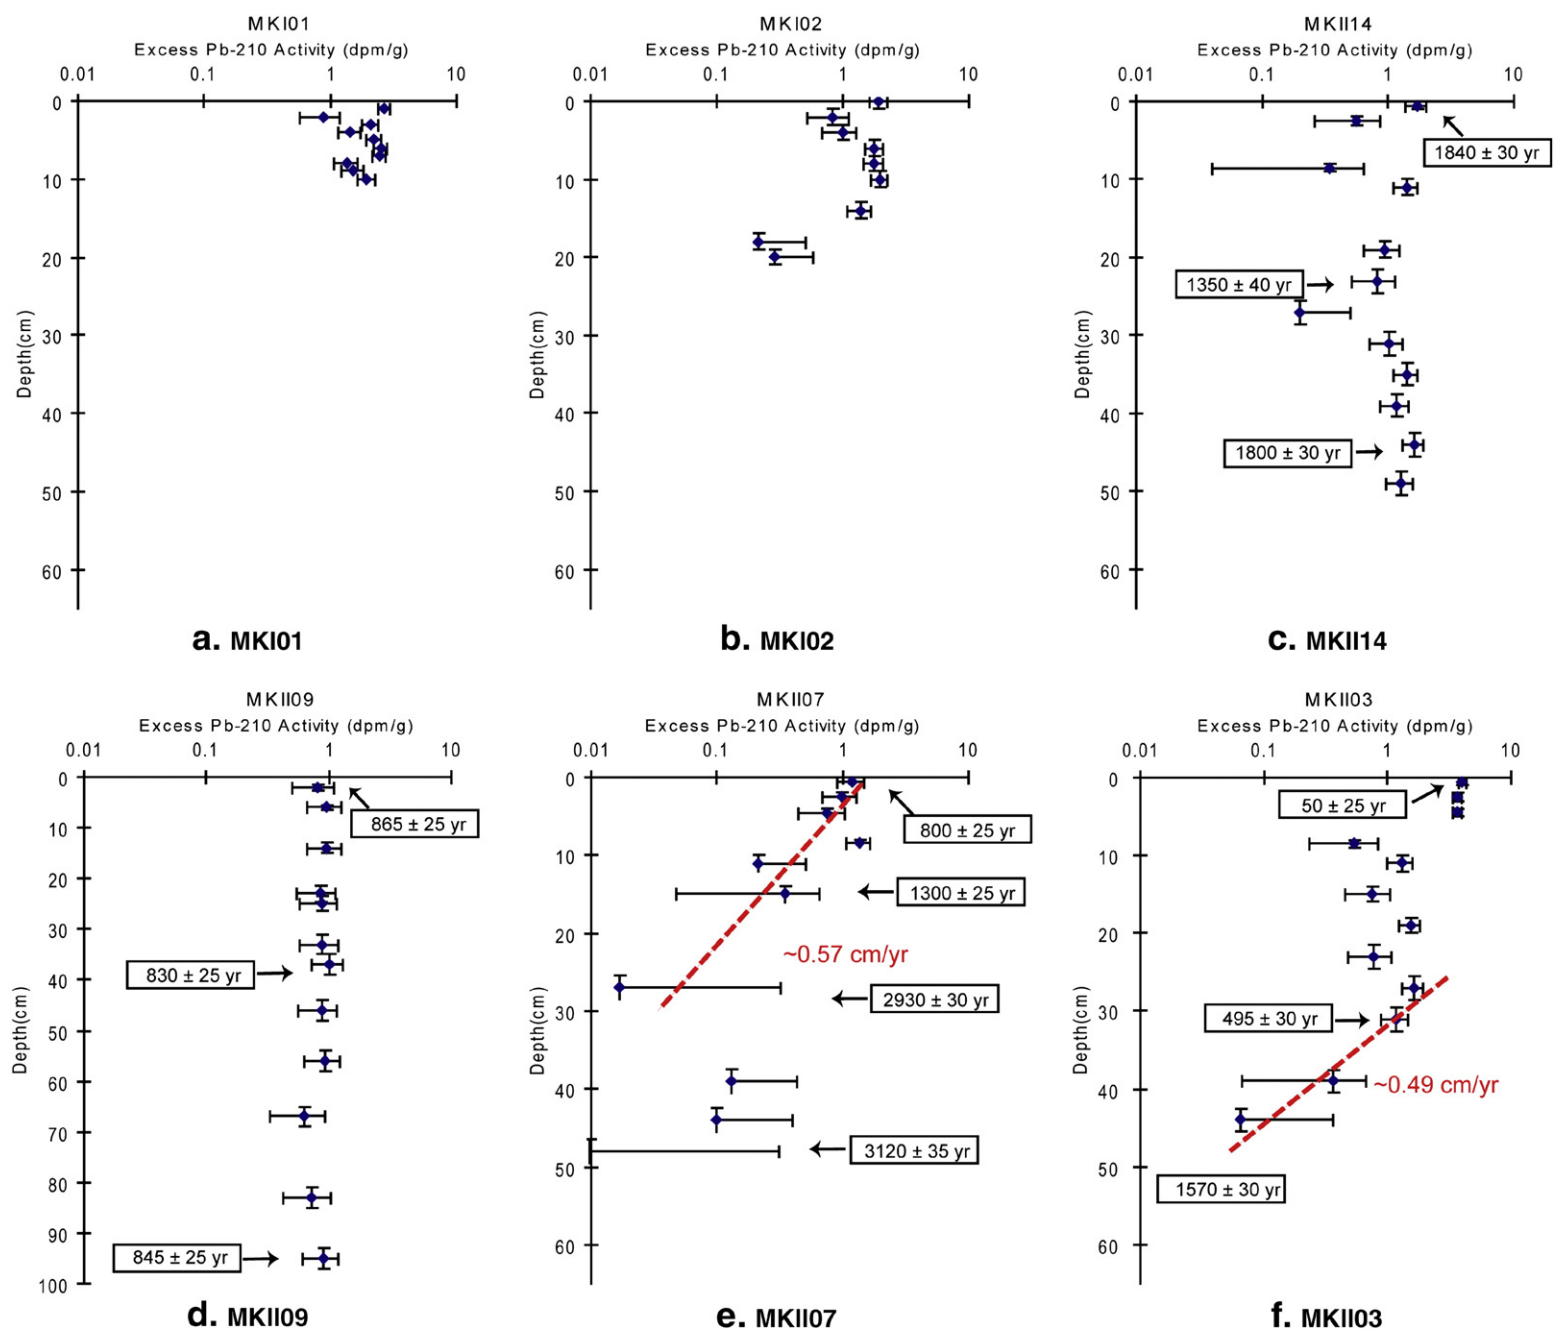 MKI01
Excess Pb-210 Activity (dpm/g)
0.01 0.1 1 10
0
10
20
30
40
50
60
Depth(cm)
a. MKI01
MKI02
Excess Pb-210 Activity (dpm/g)
0.01 0.1 1 10
0
10
20
30
40
50
60
Depth(cm)
b. MKI02
MKII14
Excess Pb-210 Activity (dpm/g)
0.01 0.1 1 10
0
10
20
30
40
50
60
Depth(cm)
1840 ± 30 yr
1350 ± 40 yr
1800 ± 30 yr
c. MKII14
MKII09
Excess Pb-210 Activity (dpm/g)
0.01 0.1 1 10
0
10
20
30
40
50
60
70
80
90
100
Depth(cm)
865 ± 25 yr
830 ± 25 yr
845 ± 25 yr
d. MKII09
MKII07
Excess Pb-210 Activity (dpm/g)
0.01 0.1 1 10
0
10
20
30
40
50
60
Depth(cm)
800 ± 25 yr
1300 ± 25 yr
~0.57 cm/yr
2930 ± 30 yr
3120 ± 35 yr
e. MKII07
MKII03
Excess Pb-210 Activity (dpm/g)
0.01 0.1 1 10
0
10
20
30
40
50
60
Depth(cm)
50 ± 25 yr
495 ± 30 yr
~0.49 cm/yr
1570 ± 30 yr
f. MKII03